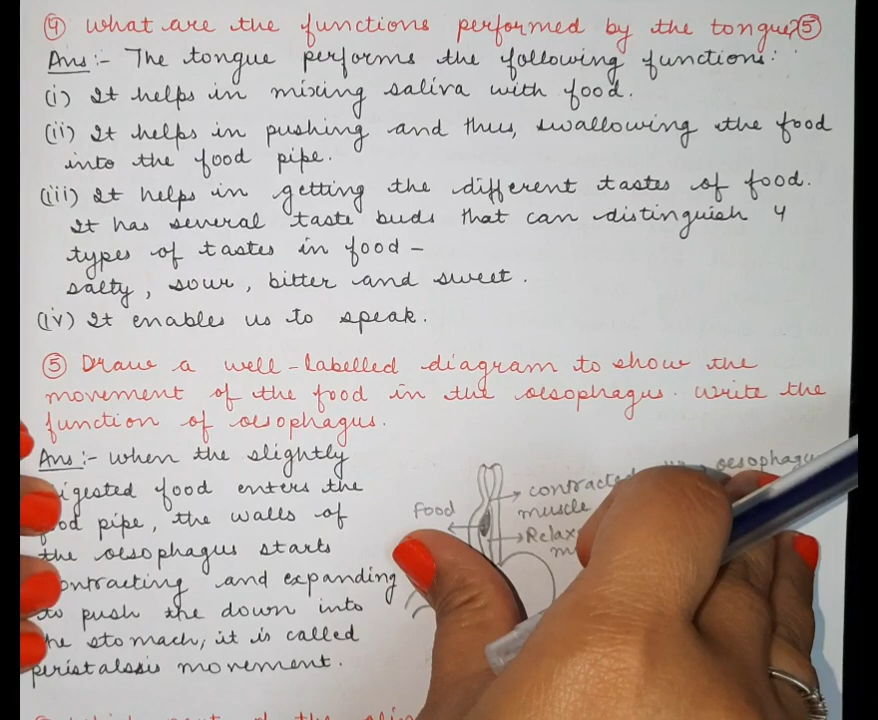 ④ What are the functions performed by the tongue? ⑤
Ans:- The tongue performs the following functions:
(i) It helps in mixing saliva with food.
(ii) It helps in pushing and thus, swallowing the food
into the food pipe.
(iii) It helps in getting the different tastes of food.
It has several taste buds that can distinguish 4
types of tastes in food -
salty, sour, bitter and sweet.
(iv) It enables us to speak.
⑤ Draw a well-labelled diagram to show the
movement of the food in the oesophagus. Write the
function of oesophagus.
Ans:- When the slightly
igested food enters the
ood pipe, the walls of
the oesophagus starts
ontracting and expanding
to push the down into
he stomach, it is called
peristalsis movement.
oesophagu
contracted
muscle
food
Relax
m